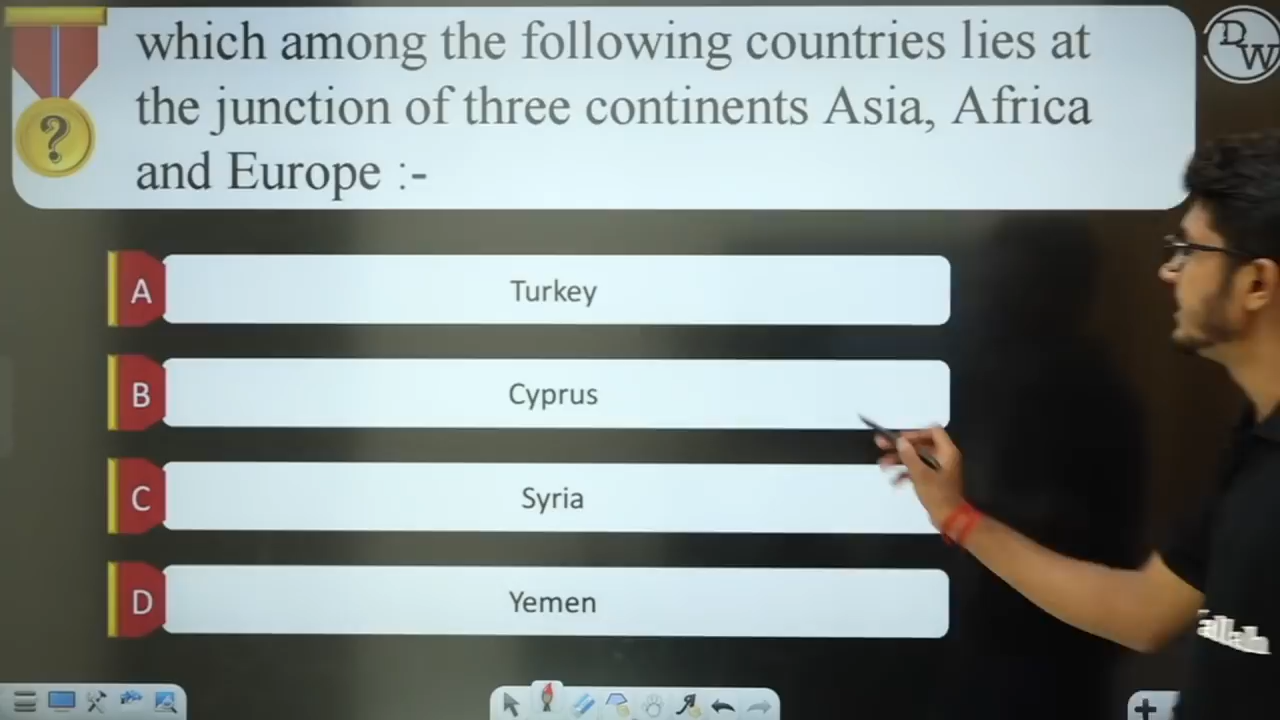 DW
which among the following countries lies at
the junction of three continents Asia, Africa
and Europe :-
?
A
Turkey
B
Cyprus
C
Syria
D
Yemen